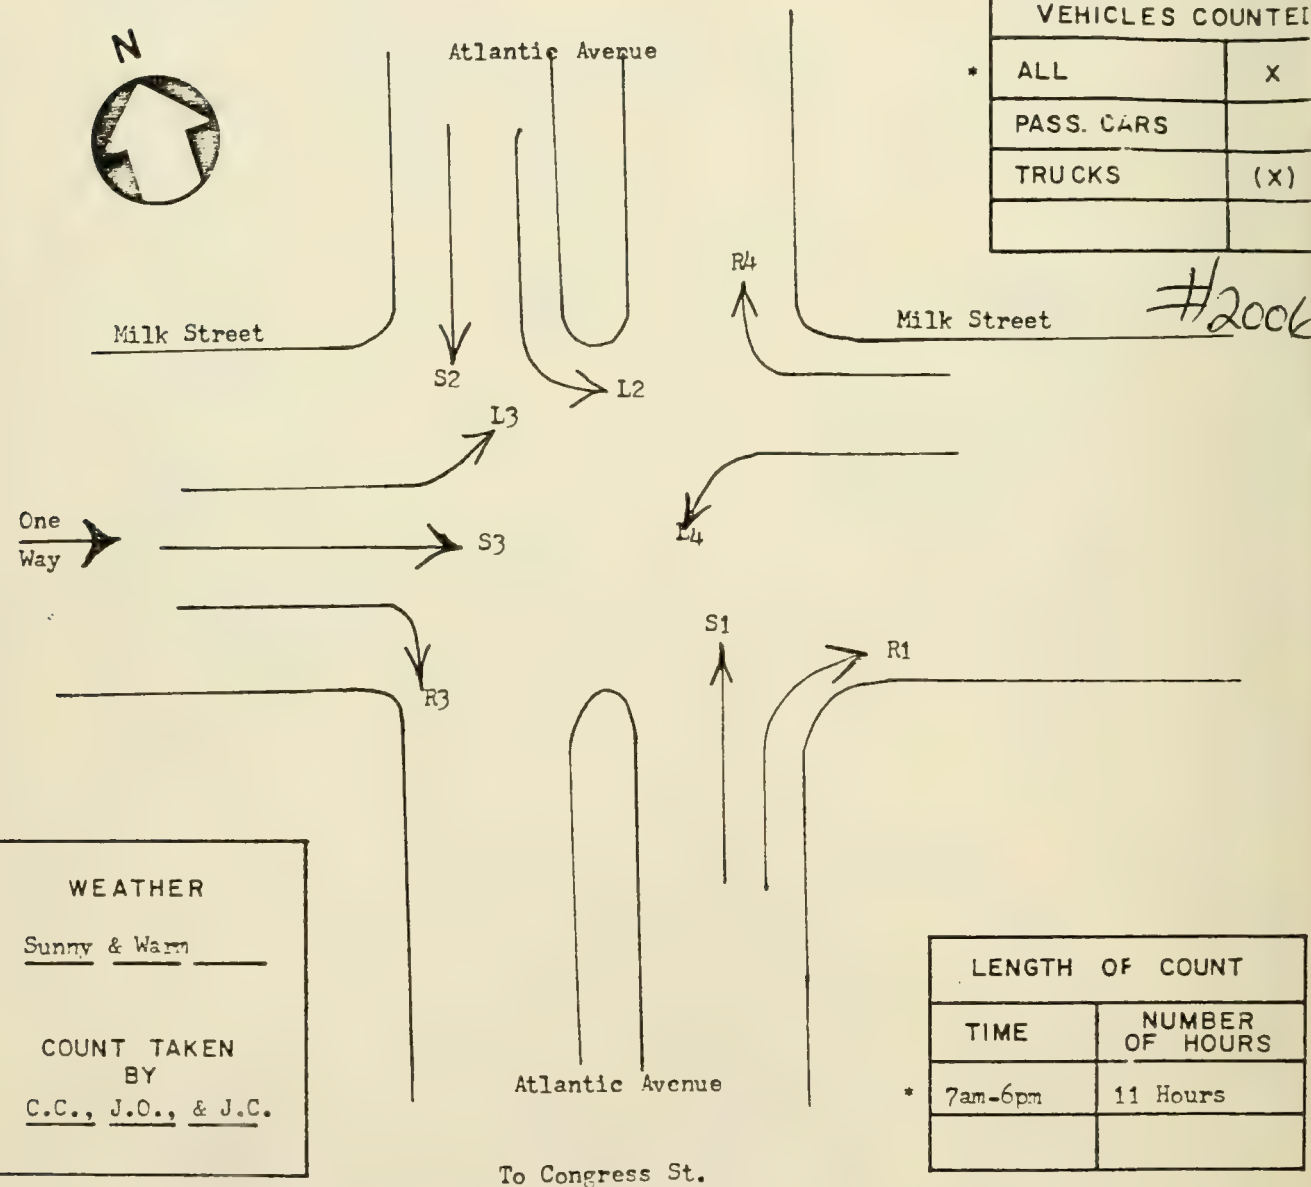 VEHICLES COUNTED
N
Atlantic Avenue
* ALL X
PASS. CARS
TRUCKS (X)
R4
Milk Street
Milk Street
#2006
S2
L2
L3
One
Way
S3
L4
S1
R1
R3
WEATHER
Sunny & Warm
COUNT TAKEN
BY
C.C., J.O., & J.C.
LENGTH OF COUNT
TIME
NUMBER
OF HOURS
* 7am-6pm 11 Hours
Atlantic Avenue
To Congress St.